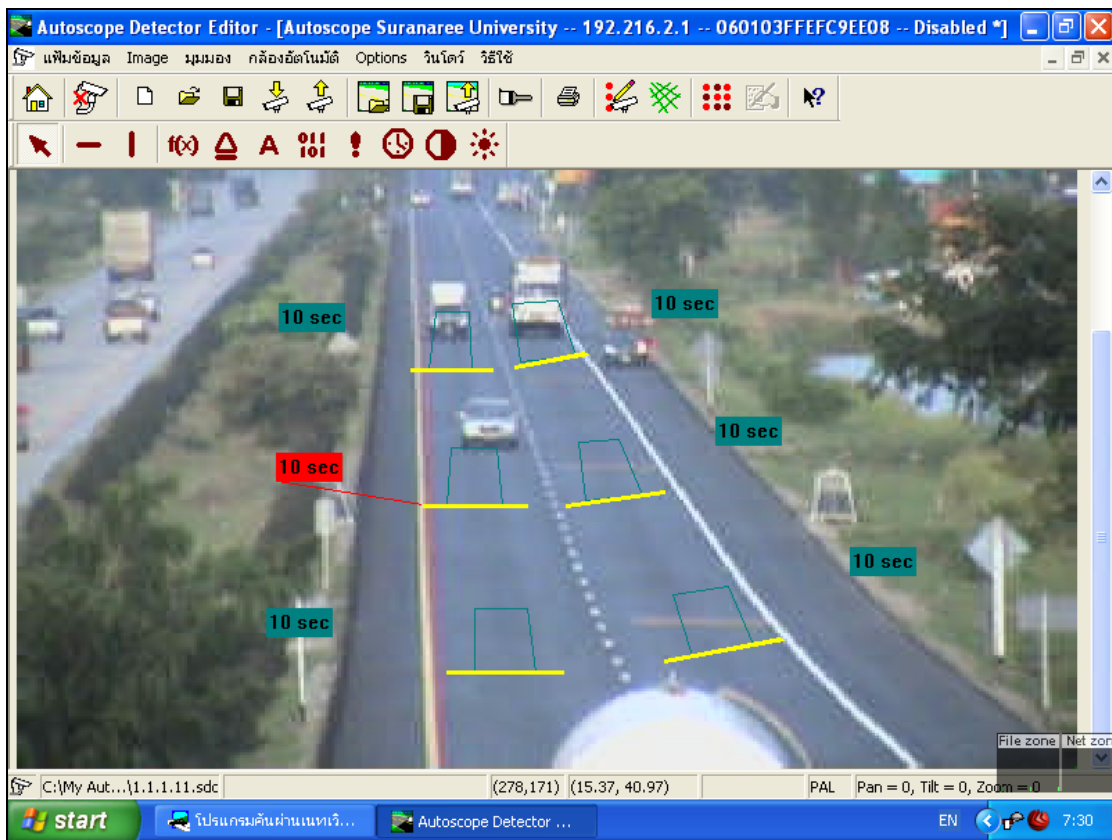 Autoscope Detector Editor - [Autoscope Suranaree University -- 192.216.2.1 -- 060103FFEFC9EE08 -- Disabled *]
แฟ้มข้อมูล Image มุมมอง กล้องอัตโนมัติ Options วินโดว์ วิธีใช้
f(x) A 011 101 !
10 sec
10 sec
10 sec
10 sec
10 sec
10 sec
File zone Net zon
C:\My Aut...\1.1.1.11.sdc (278,171) (15.37, 40.97) PAL Pan = 0, Tilt = 0, Zoom = 0
start โปรแกรมค้นผ่านเนทเวิ... Autoscope Detector ... EN 7:30